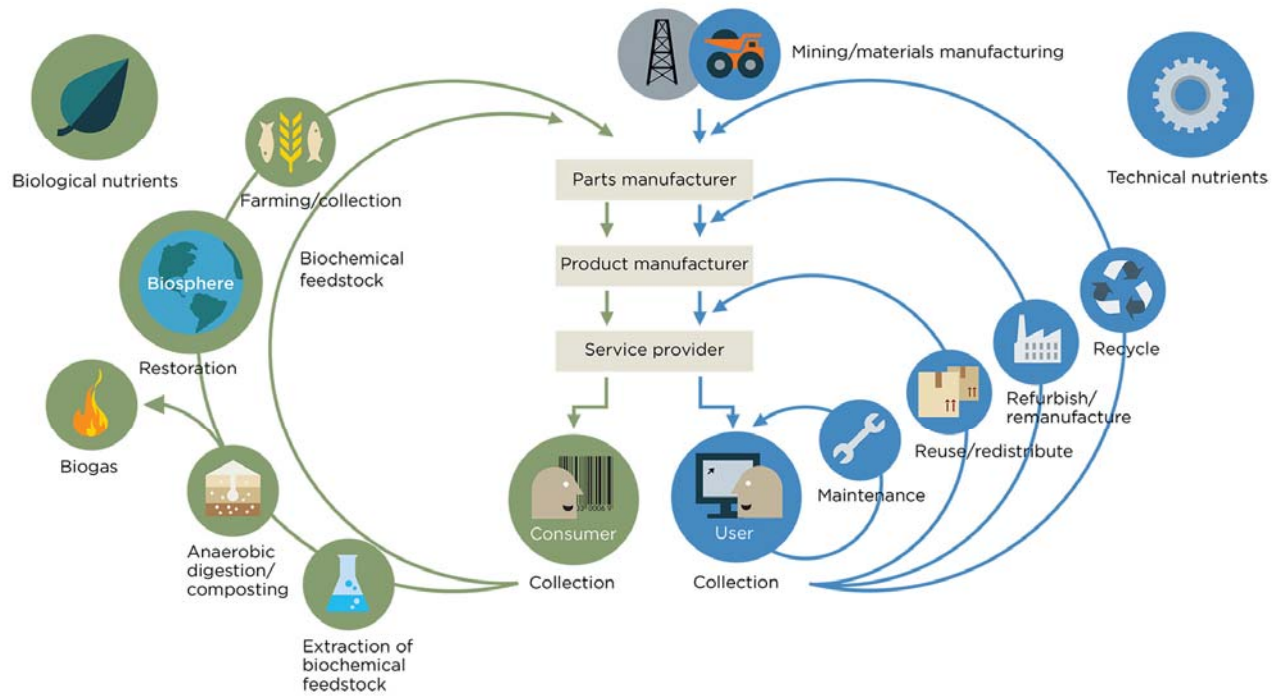 Mining/materials manufacturing
Biological nutrients
Technical nutrients
Farming/collection
Parts manufacturer
Biochemical
feedstock
Product manufacturer
Biosphere
Restoration
Service provider
Recycle
Refurbish/
remanufacture
Reuse/redistribute
Biogas
Maintenance
Consumer
User
Anaerobic
digestion/
composting
Collection
Collection
Extraction of
biochemical
feedstock